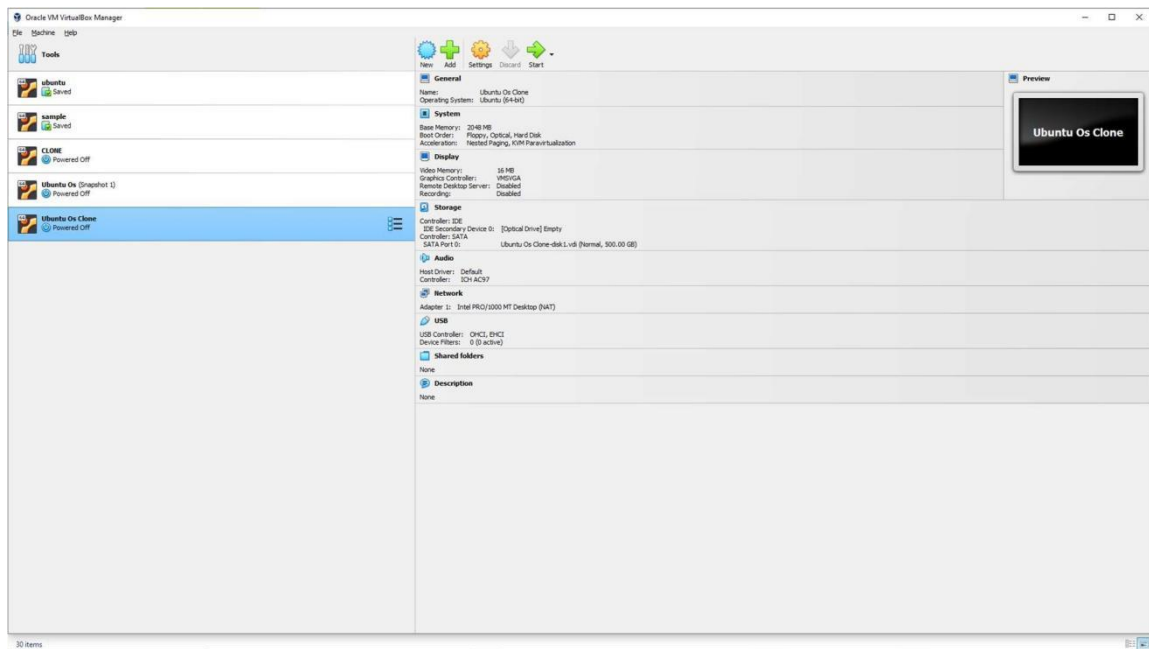 Oracle VM VirtualBox Manager
File Machine Help
Tools
ubuntu
Saved
sample
Saved
CLONE
Powered Off
Ubuntu Os (Snapshot 1)
Powered Off
Ubuntu Os Clone
Powered Off
New Add Settings Discard Start
General
Name: Ubuntu Os Clone
Operating System: Ubuntu (64-bit)
System
Base Memory: 2048 MB
Boot Order: Floppy, Optical, Hard Disk
Acceleration: Nested Paging, KVM Paravirtualization
Display
Video Memory: 16 MB
Graphics Controller: VMSVGA
Remote Desktop Server: Disabled
Recording: Disabled
Storage
Controller: IDE
IDE Secondary Device 0: [Optical Drive] Empty
Controller: SATA
SATA Port 0: Ubuntu Os Clone-disk1.vdi (Normal, 500.00 GB)
Audio
Host Driver: Default
Controller: ICH AC97
Network
Adapter 1: Intel PRO/1000 MT Desktop (NAT)
USB
USB Controller: OHCI, EHCI
Device Filters: 0 (0 active)
Shared folders
None
Description
None
Preview
Ubuntu Os Clone
30 items